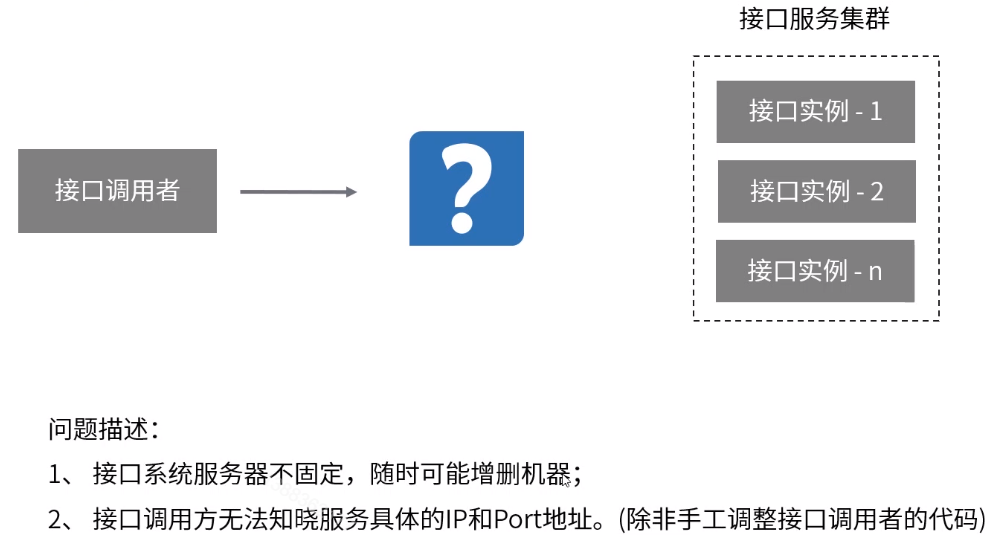 接口服务集群
接口实例 - 1
接口调用者
?
接口实例 - 2
接口实例 - n
问题描述：
1、 接口系统服务器不固定，随时可能增删机器；
2、 接口调用方无法知晓服务具体的IP和Port地址。(除非手工调整接口调用者的代码)